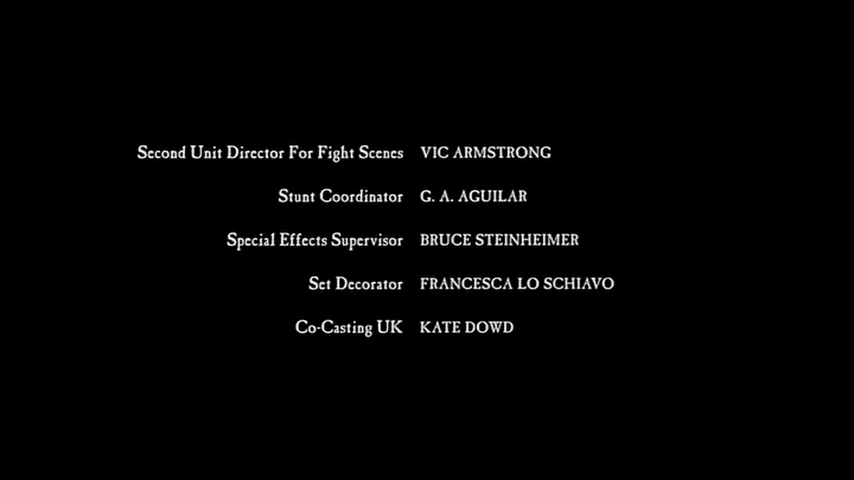 Second Unit Director For Fight Scenes VIC ARMSTRONG
Stunt Coordinator G. A. AGUILAR
Special Effects Supervisor BRUCE STEINHEIMER
Set Decorator FRANCESCA LO SCHIAVO
Co-Casting UK KATE DOWD